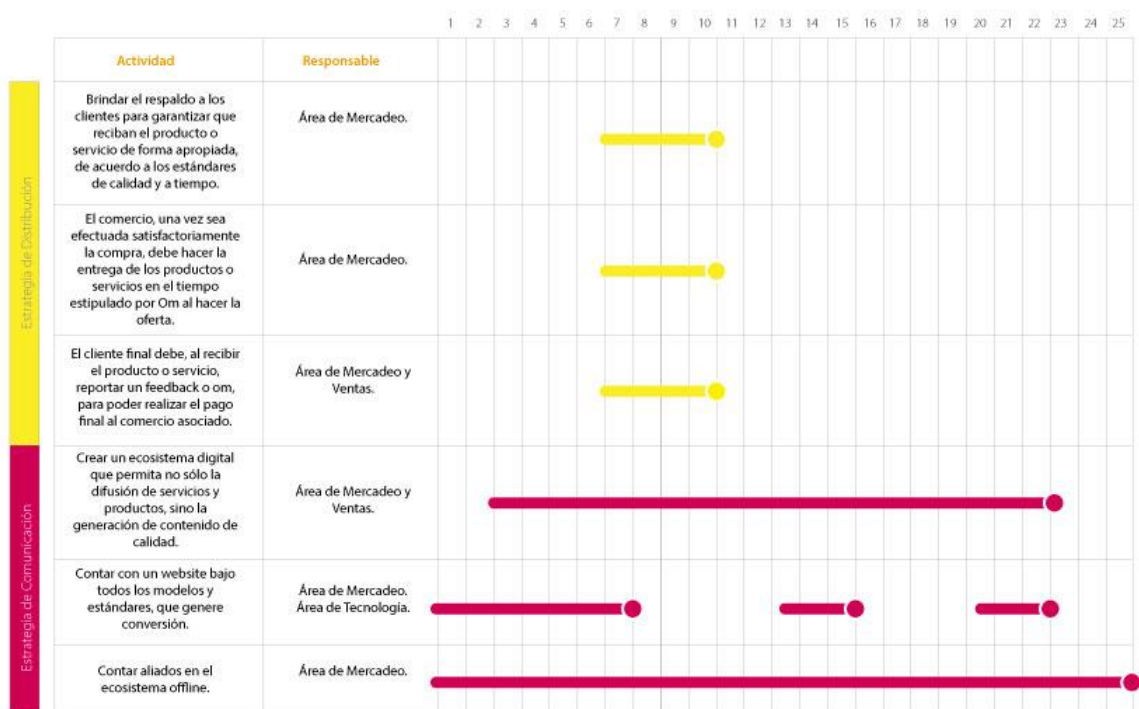 1 2 3 4 5 6 7 8 9 10 11 12 13 14 15 16 17 18 19 20 21 22 23 24 25
Actividad
Responsable
Estrategia de Distribución
Brindar el respaldo a los
clientes para garantizar que
reciban el producto o
servicio de forma apropiada,
de acuerdo a los estándares
de calidad y a tiempo.
Área de Mercadeo.
El comercio, una vez sea
efectuada satisfactoriamente
la compra, debe hacer la
entrega de los productos o
servicios en el tiempo
estipulado por Om al hacer la
oferta.
Área de Mercadeo.
El cliente final debe, al recibir
el producto o servicio,
reportar un feedback o om,
para poder realizar el pago
final al comercio asociado.
Área de Mercadeo y
Ventas.
Estrategia de Comunicación
Crear un ecosistema digital
que permita no sólo la
difusión de servicios y
productos, sino la
generación de contenido de
calidad.
Área de Mercadeo y
Ventas.
Contar con un website bajo
todos los modelos y
estándares, que genere
conversión.
Área de Mercadeo.
Área de Tecnología.
Contar aliados en el
ecosistema offline.
Área de Mercadeo.